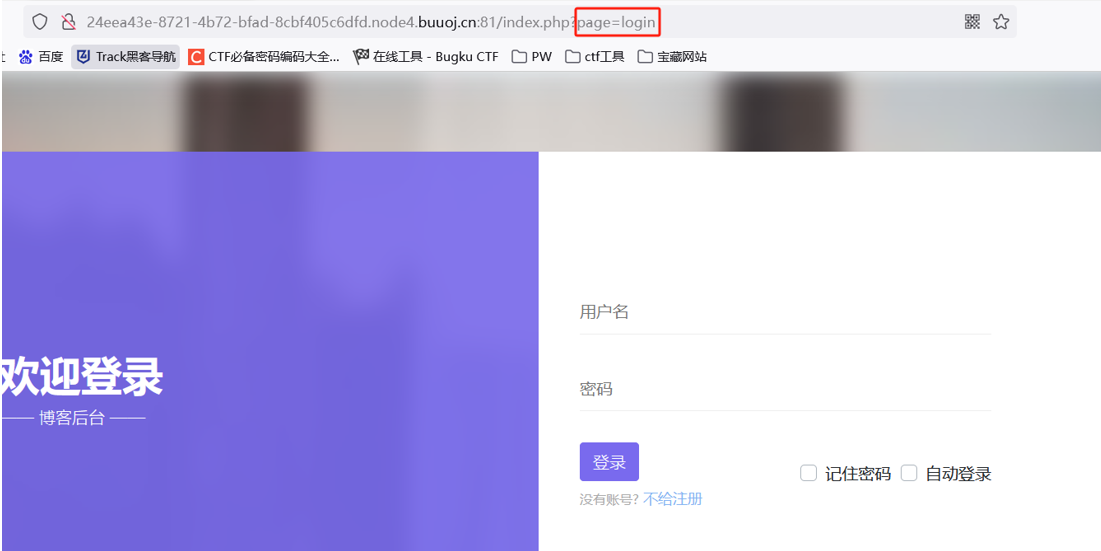 24eea43e-8721-4b72-bfad-8cbf405c6dfd.node4.buuoj.cn:81/index.php?page=login
址 百度 Track黑客导航 CTF必备密码编码大全... 在线工具 - Bugku CTF PW ctf工具 宝藏网站
用户名
欢迎登录
密码
博客后台
登录
记住密码 自动登录
没有账号? 不给注册